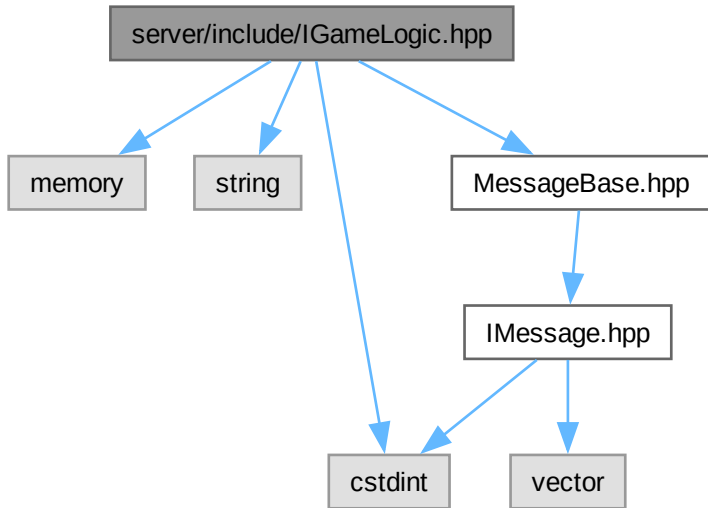 server/include/IGameLogic.hpp
memory
string
MessageBase.hpp
IMessage.hpp
cstdint
vector